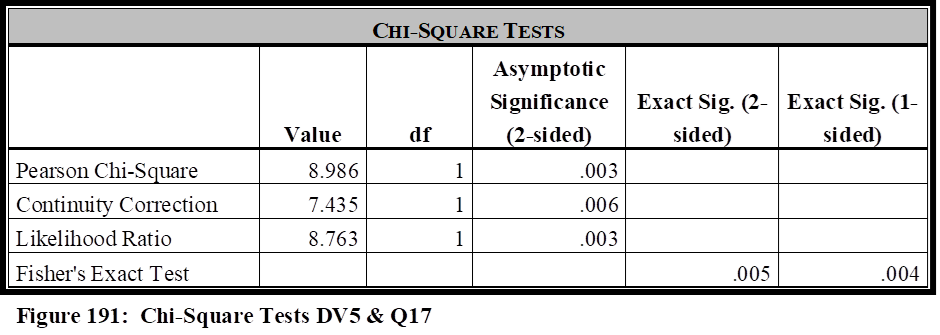 CHI-SQUARE TESTS
Value df Asymptotic Significance (2-sided) Exact Sig. (2-sided) Exact Sig. (1-sided)
Pearson Chi-Square 8.986 1 .003
Continuity Correction 7.435 1 .006
Likelihood Ratio 8.763 1 .003
Fisher's Exact Test .005 .004
Figure 191: Chi-Square Tests DV5 & Q17